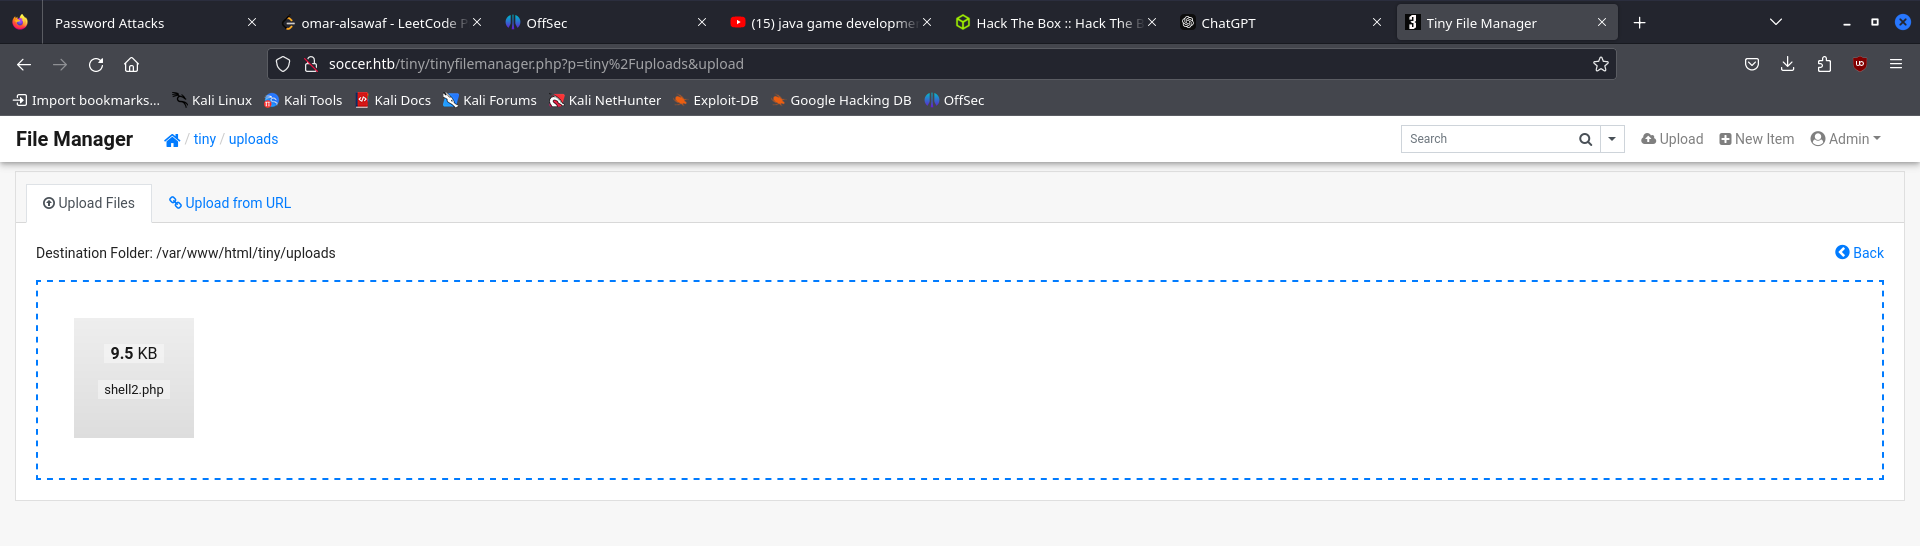 Password Attacks
omar-alsawaf - LeetCode P
OffSec
(15) java game developme
Hack The Box :: Hack The B
ChatGPT
Tiny File Manager
soccer.htb/tiny/tinyfilemanager.php?p=tiny%2Fuploads&upload
Import bookmarks...
Kali Linux
Kali Tools
Kali Docs
Kali Forums
Kali NetHunter
Exploit-DB
Google Hacking DB
OffSec
File Manager
/ tiny / uploads
Search
Upload
New Item
Admin
Upload Files
Upload from URL
Destination Folder: /var/www/html/tiny/uploads
Back
9.5 KB
shell2.php